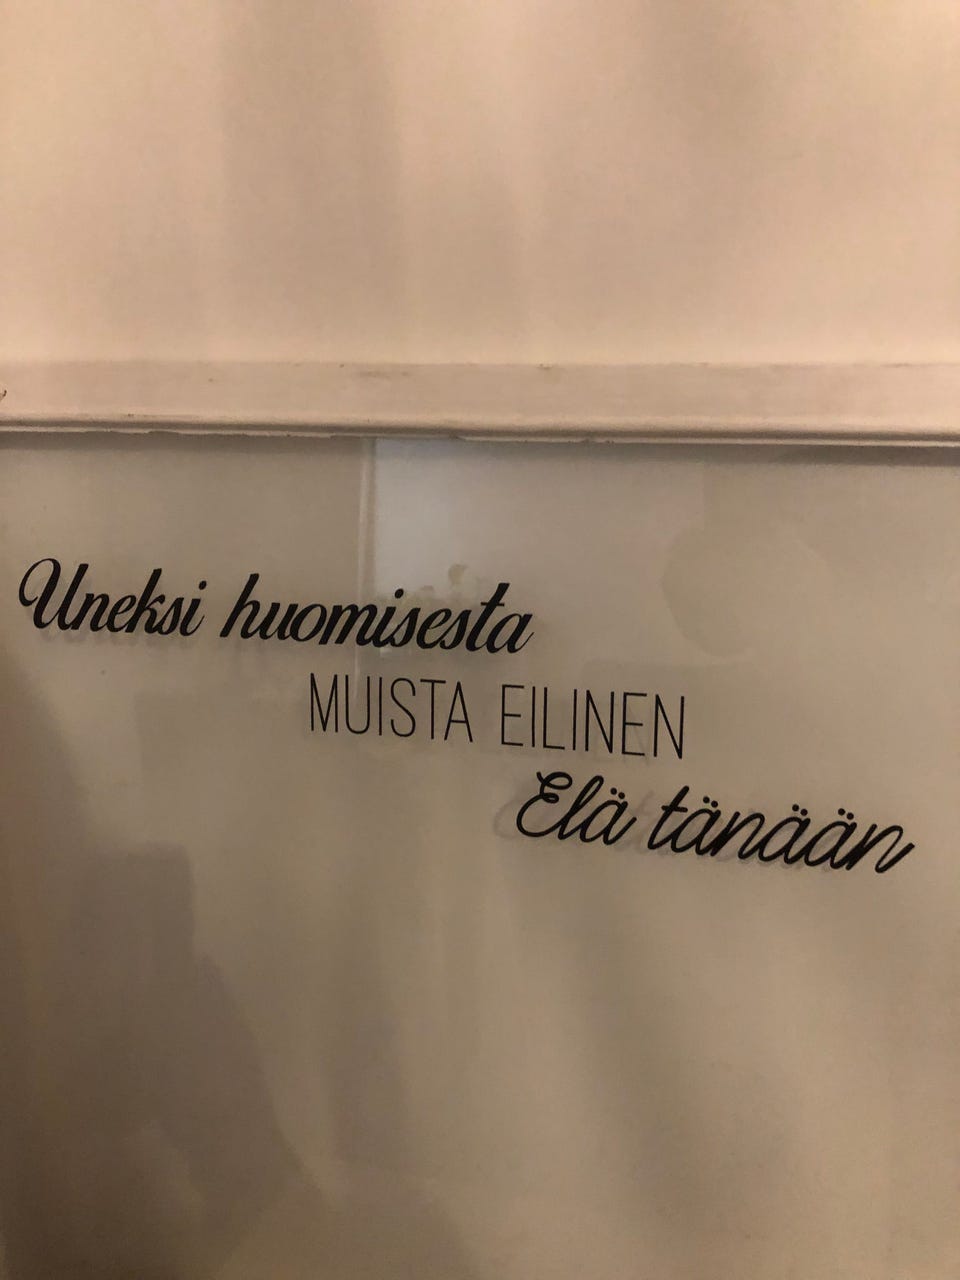 Uneksi huomisesta
MUISTA EILINEN
Elä tänään